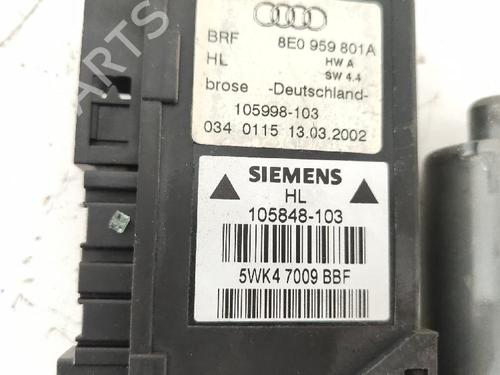 BRF 8E0 959 801A
HL HW A
SW 4.4
brose -Deutschland-
105998-103
034 0115 13.03.2002
SIEMENS
HL
105848-103
5WK4 7009 BBF
PARTS